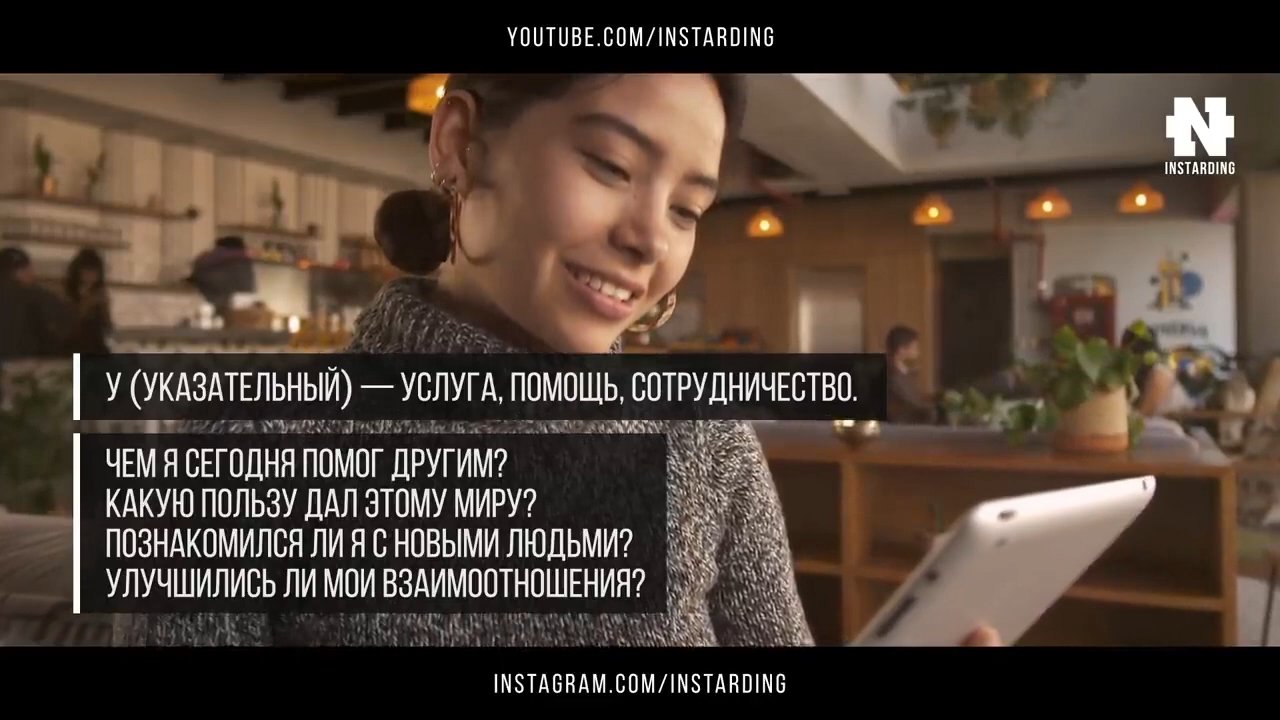 YOUTUBE.COM/INSTARDING
N
INSTARDING
У (УКАЗАТЕЛЬНЫЙ) — УСЛУГА, ПОМОЩЬ, СОТРУДНИЧЕСТВО.
ЧЕМ Я СЕГОДНЯ ПОМОГ ДРУГИМ?
КАКУЮ ПОЛЬЗУ ДАЛ ЭТОМУ МИРУ?
ПОЗНАКОМИЛСЯ ЛИ Я С НОВЫМИ ЛЮДЬМИ?
УЛУЧШИЛИСЬ ЛИ МОИ ВЗАИМООТНОШЕНИЯ?
INSTAGRAM.COM/INSTARDING